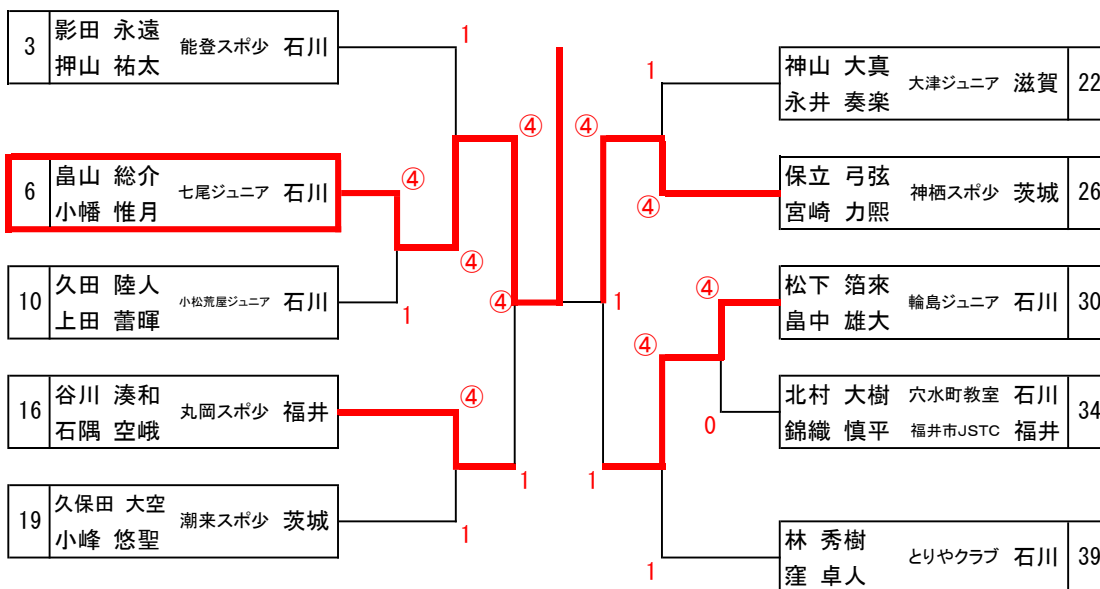 3 影田 永遠 能登スポ少 石川
押山 祐太
1
6 畠山 総介 七尾ジュニア 石川
小幡 惟月
④
④
④
10 久田 陸人 小松荒屋ジュニア 石川
上田 蕾暉
1
④
16 谷川 湊和 丸岡スポ少 福井
石隅 空峨
④
1
19 久保田 大空 潮来スポ少 茨城
小峰 悠聖
1
1
神山 大真 大津ジュニア 滋賀 22
永井 奏楽
④
④
保立 弓弦 神栖スポ少 茨城 26
宮崎 力熙
1
④
松下 箔來 輪島ジュニア 石川 30
畠中 雄大
④
0
北村 大樹 穴水町教室 石川 34
錦織 慎平 福井市JSTC 福井
1
1
林 秀樹 とりやクラブ 石川 39
窪 卓人